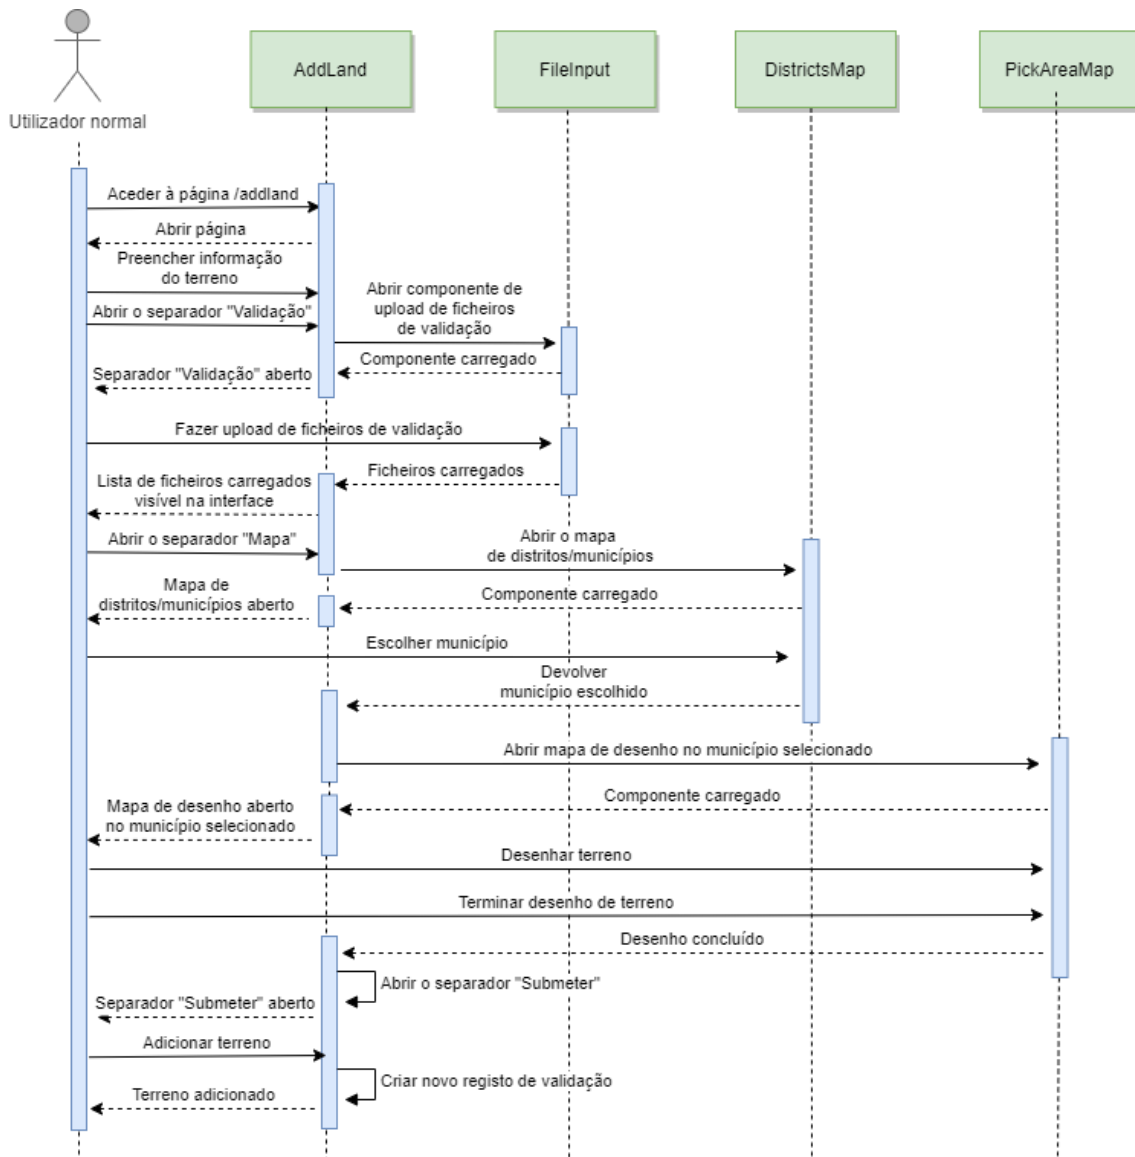 AddLand
FileInput
DistrictsMap
PickAreaMap
Utilizador normal
Aceder à página /addland
Abrir página
Preencher informação
do terreno
Abrir o separador "Validação"
Abrir componente de
upload de ficheiros
de validação
Componente carregado
Separador "Validação" aberto
Fazer upload de ficheiros de validação
Ficheiros carregados
Lista de ficheiros carregados
visível na interface
Abrir o separador "Mapa"
Abrir o mapa
de distritos/municípios
Componente carregado
Mapa de
distritos/municípios aberto
Escolher município
Devolver
município escolhido
Abrir mapa de desenho no município selecionado
Componente carregado
Mapa de desenho aberto
no município selecionado
Desenhar terreno
Terminar desenho de terreno
Desenho concluído
Abrir o separador "Submeter"
Separador "Submeter" aberto
Adicionar terreno
Criar novo registo de validação
Terreno adicionado